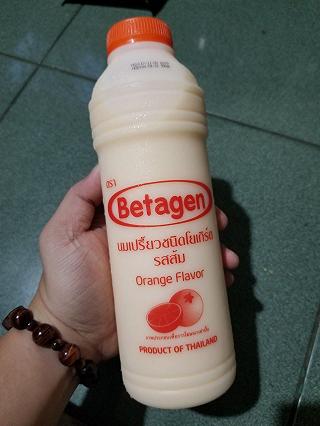 ตรา
Betagen
นมเปรี้ยวชนิดโยเกิร์ต
รสส้ม
Orange Flavor
PRODUCT OF THAILAND